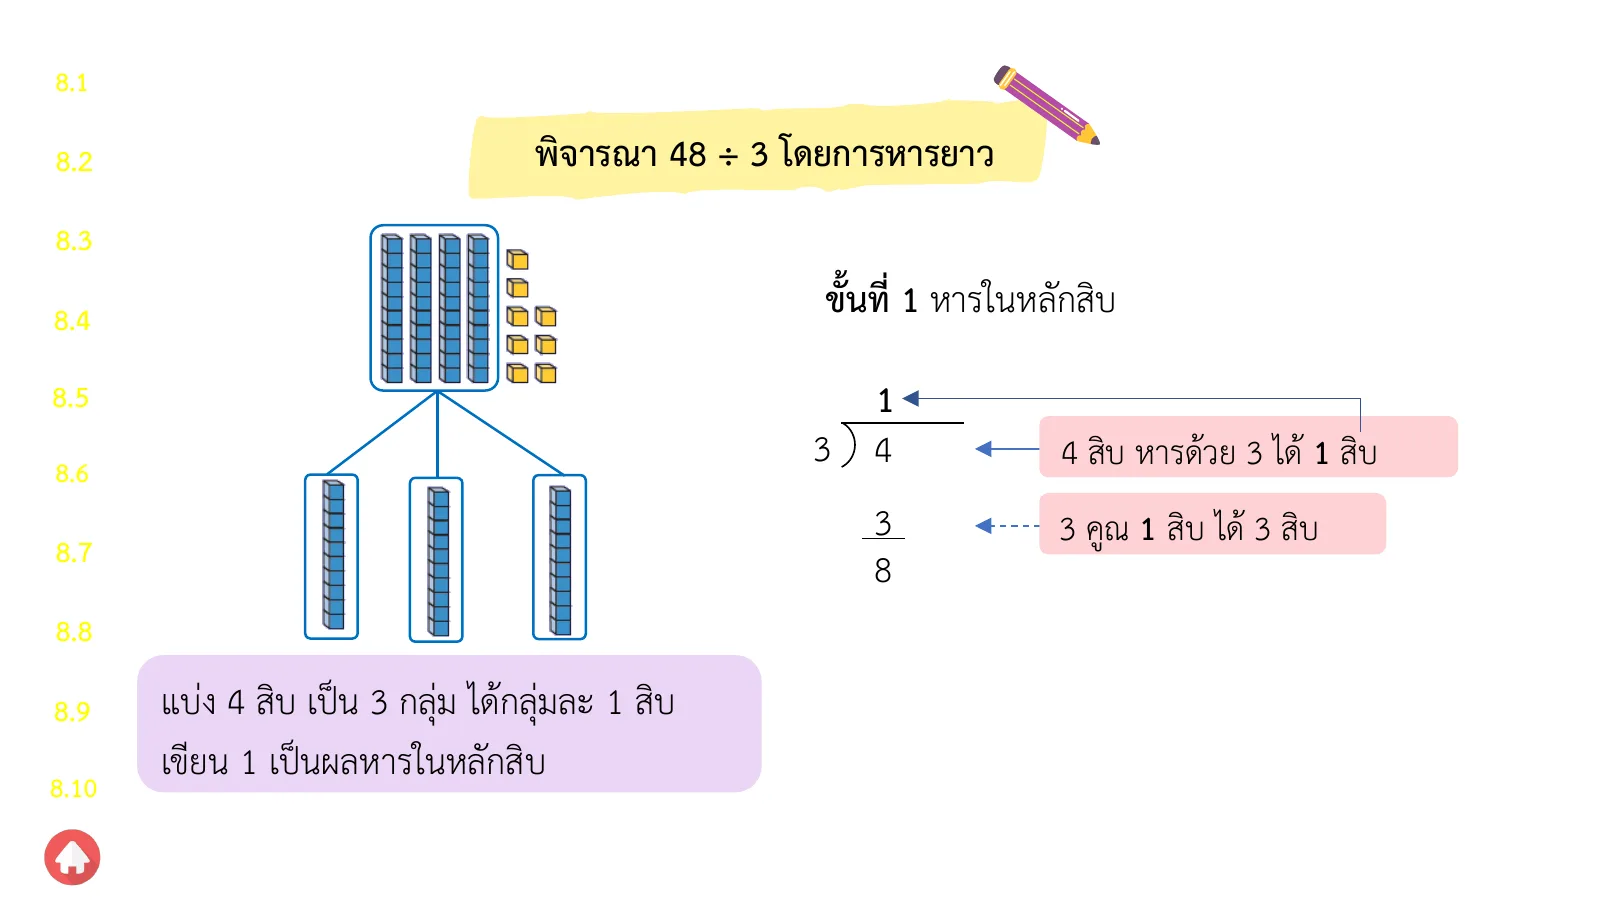 8.1
8.2
8.3
8.4
8.5
8.6
8.7
8.8
8.9
8.10
พิจารณา 48 ÷ 3 โดยการหารยาว
ขั้นที่ 1 หารในหลักสิบ
1
3 ) 4
4 สิบ หารด้วย 3 ได้ 1 สิบ
3
3 คูณ 1 สิบ ได้ 3 สิบ
8
แบ่ง 4 สิบ เป็น 3 กลุ่ม ได้กลุ่มละ 1 สิบ
เขียน 1 เป็นผลหารในหลักสิบ